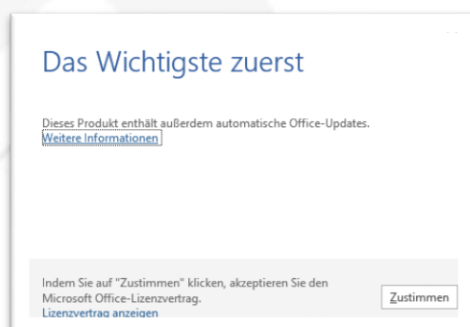 Das Wichtigste zuerst
Dieses Produkt enthält außerdem automatische Office-Updates.
Weitere Informationen
Indem Sie auf "Zustimmen" klicken, akzeptieren Sie den
Microsoft Office-Lizenzvertrag.
Lizenzvertrag anzeigen
Zustimmen